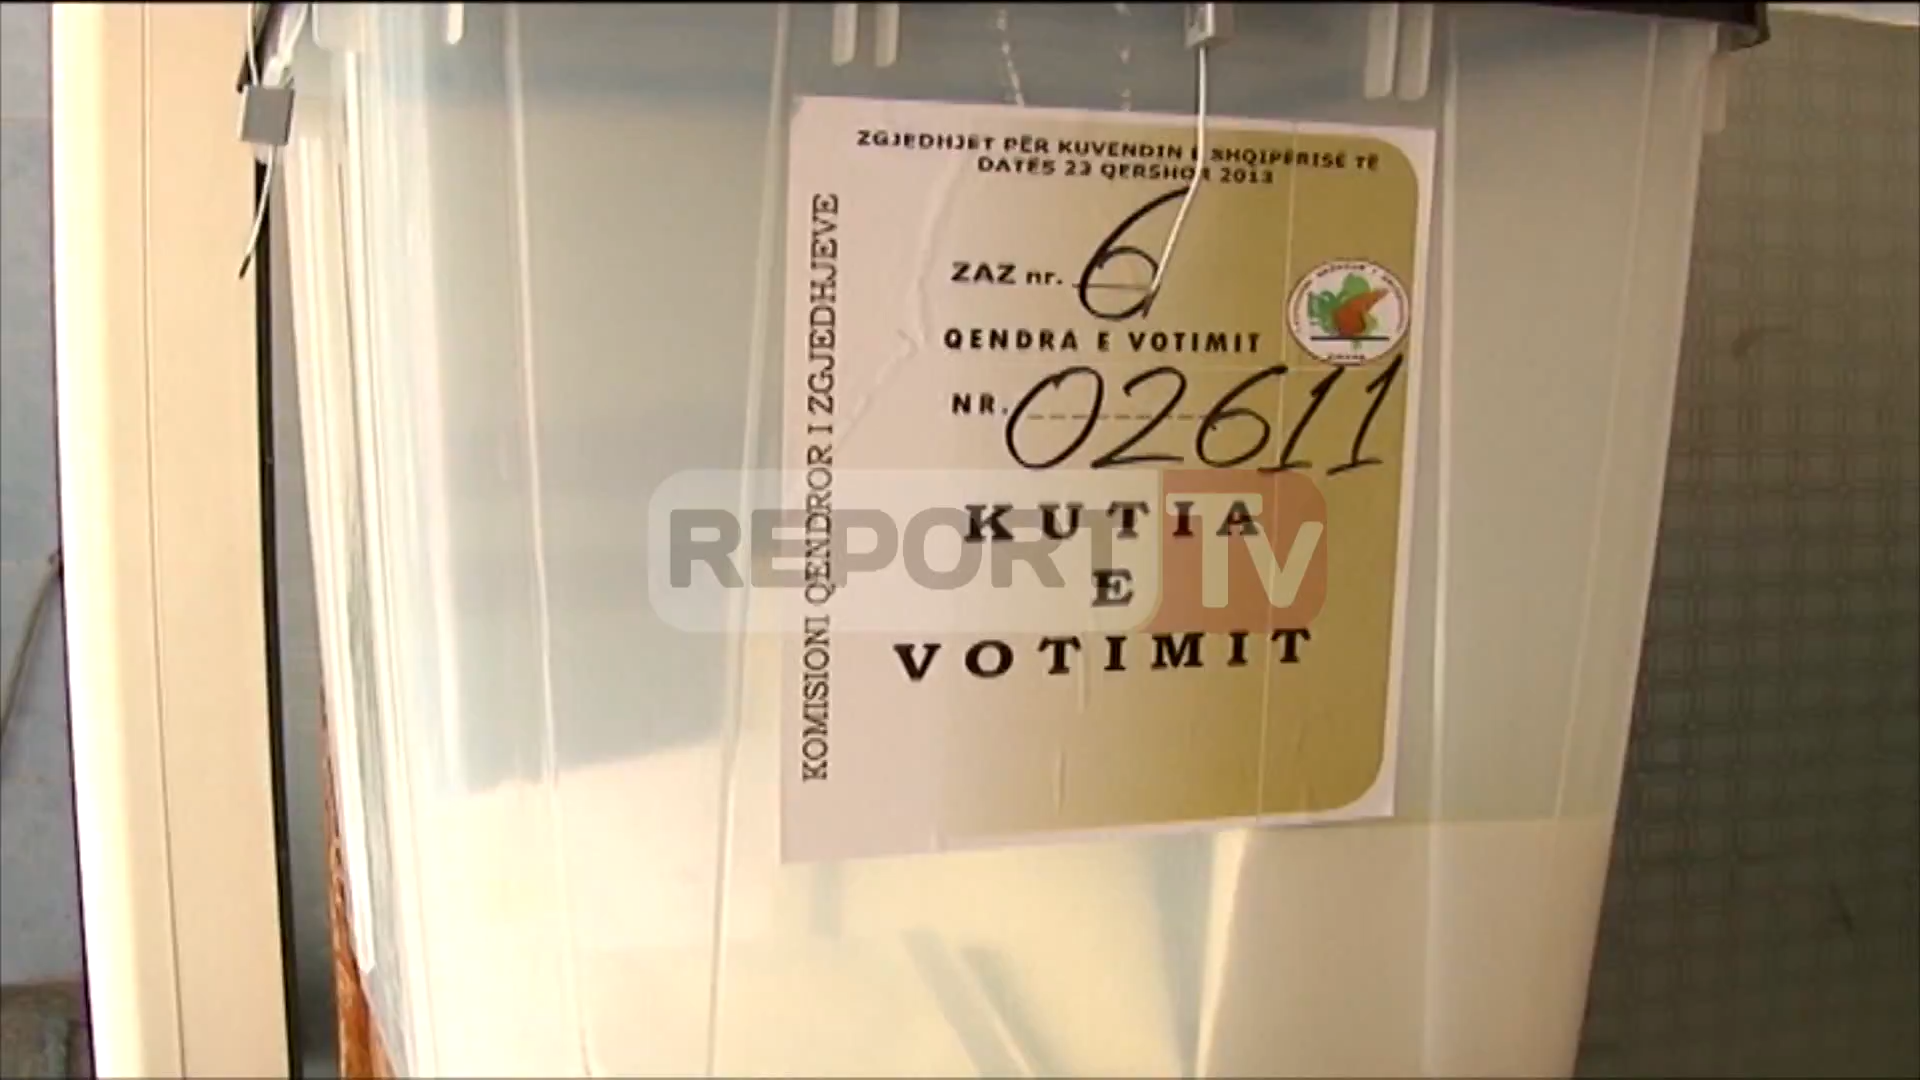 ZGJEDHJET PËR KUVENDIN E SHQIPËRISË TË
DATËS 23 QERSHOR 2013
KOMISIONI QENDROR I ZGJEDHJEVE
ZAZ nr. 6
QENDRA E VOTIMIT
NR. 02611
KUTIA
E
VOTIMIT
REPORT TV